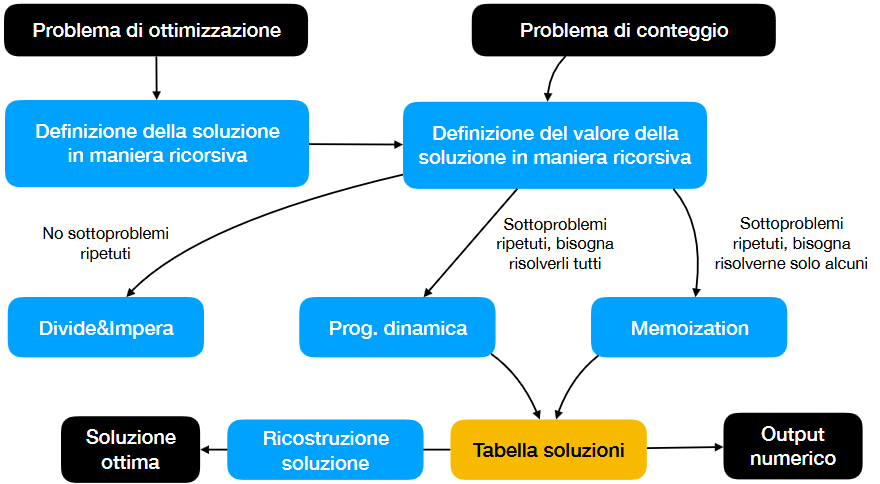 Problema di ottimizzazione
Problema di conteggio
Definizione della soluzione
in maniera ricorsiva
Definizione del valore della
soluzione in maniera ricorsiva
No sottoproblemi
ripetuti
Sottoproblemi
ripetuti, bisogna
risolverli tutti
Sottoproblemi
ripetuti, bisogna
risolverne solo alcuni
Divide&Impera
Prog. dinamica
Memoization
Soluzione
ottima
Ricostruzione
soluzione
Tabella soluzioni
Output
numerico